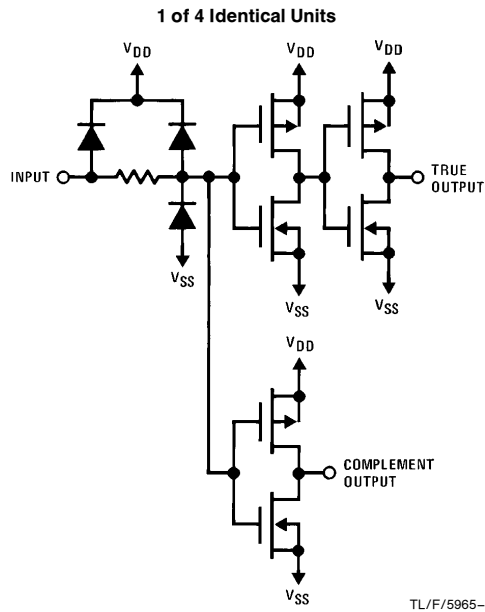 1 of 4 Identical Units
VDD
VDD
VDD
INPUT
TRUE
OUTPUT
VSS
VSS
VSS
VDD
COMPLEMENT
OUTPUT
VSS
TL/F/5965–